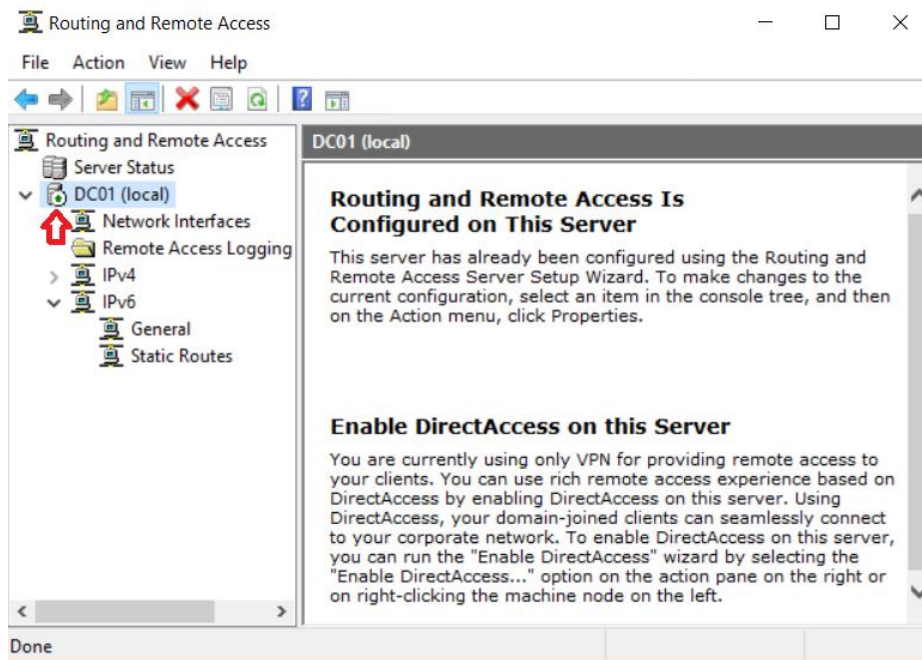 Routing and Remote Access
File Action View Help
Routing and Remote Access
Server Status
DC01 (local)
Network Interfaces
Remote Access Logging
IPv4
IPv6
General
Static Routes
DC01 (local)
Routing and Remote Access Is
Configured on This Server
This server has already been configured using the Routing and
Remote Access Server Setup Wizard. To make changes to the
current configuration, select an item in the console tree, and then
on the Action menu, click Properties.
Enable DirectAccess on this Server
You are currently using only VPN for providing remote access to
your clients. You can use rich remote access experience based on
DirectAccess by enabling DirectAccess on this server. Using
DirectAccess, your domain-joined clients can seamlessly connect
to your corporate network. To enable DirectAccess on this server,
you can run the "Enable DirectAccess" wizard by selecting the
"Enable DirectAccess..." option on the action pane on the right or
on right-clicking the machine node on the left.
Done